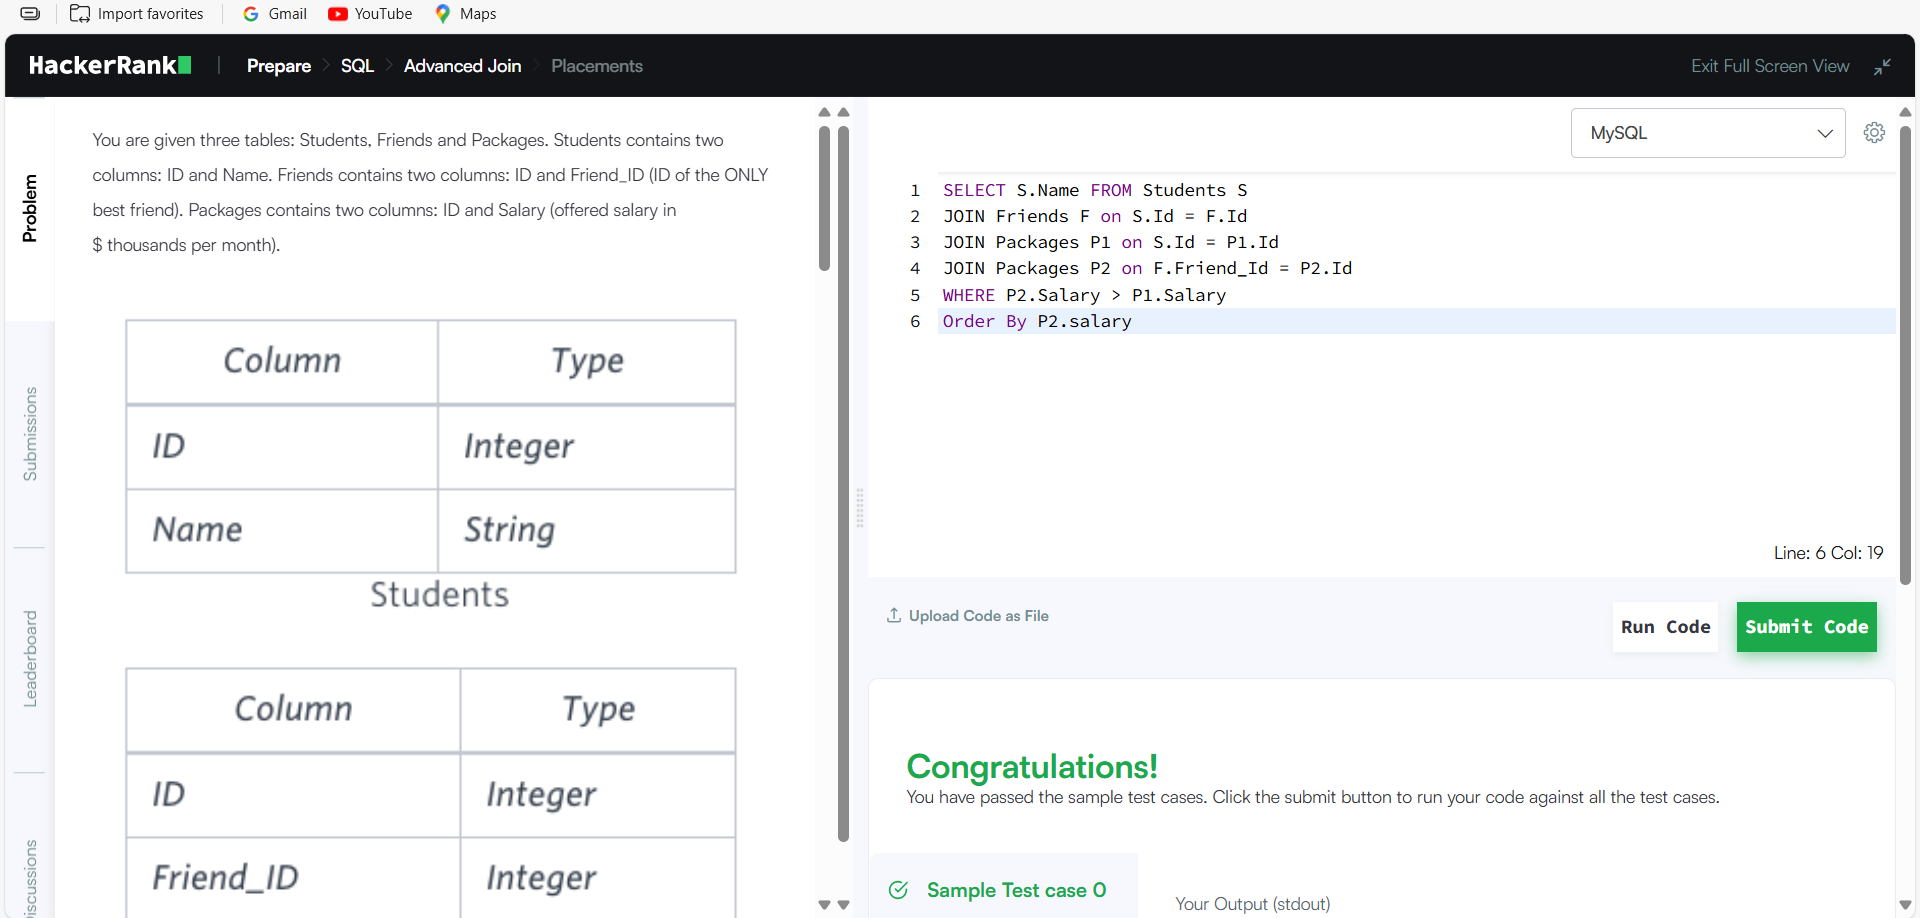 Import favorites
Gmail
YouTube
Maps
HackerRank
Prepare
SQL
Advanced Join
Placements
Exit Full Screen View
Problem
Submissions
Leaderboard
You are given three tables: Students, Friends and Packages. Students contains two
columns: ID and Name. Friends contains two columns: ID and Friend_ID (ID of the ONLY
best friend). Packages contains two columns: ID and Salary (offered salary in
$ thousands per month).
Column Type
ID Integer
Name String
Students
Column Type
ID Integer
Friend_ID Integer
MySQL
1 SELECT S.Name FROM Students S
2 JOIN Friends F on S.Id = F.Id
3 JOIN Packages P1 on S.Id = P1.Id
4 JOIN Packages P2 on F.Friend_Id = P2.Id
5 WHERE P2.Salary > P1.Salary
6 Order By P2.salary
Line: 6 Col: 19
Upload Code as File
Run Code
Submit Code
Congratulations!
You have passed the sample test cases. Click the submit button to run your code against all the test cases.
Sample Test case 0
Your Output (stdout)